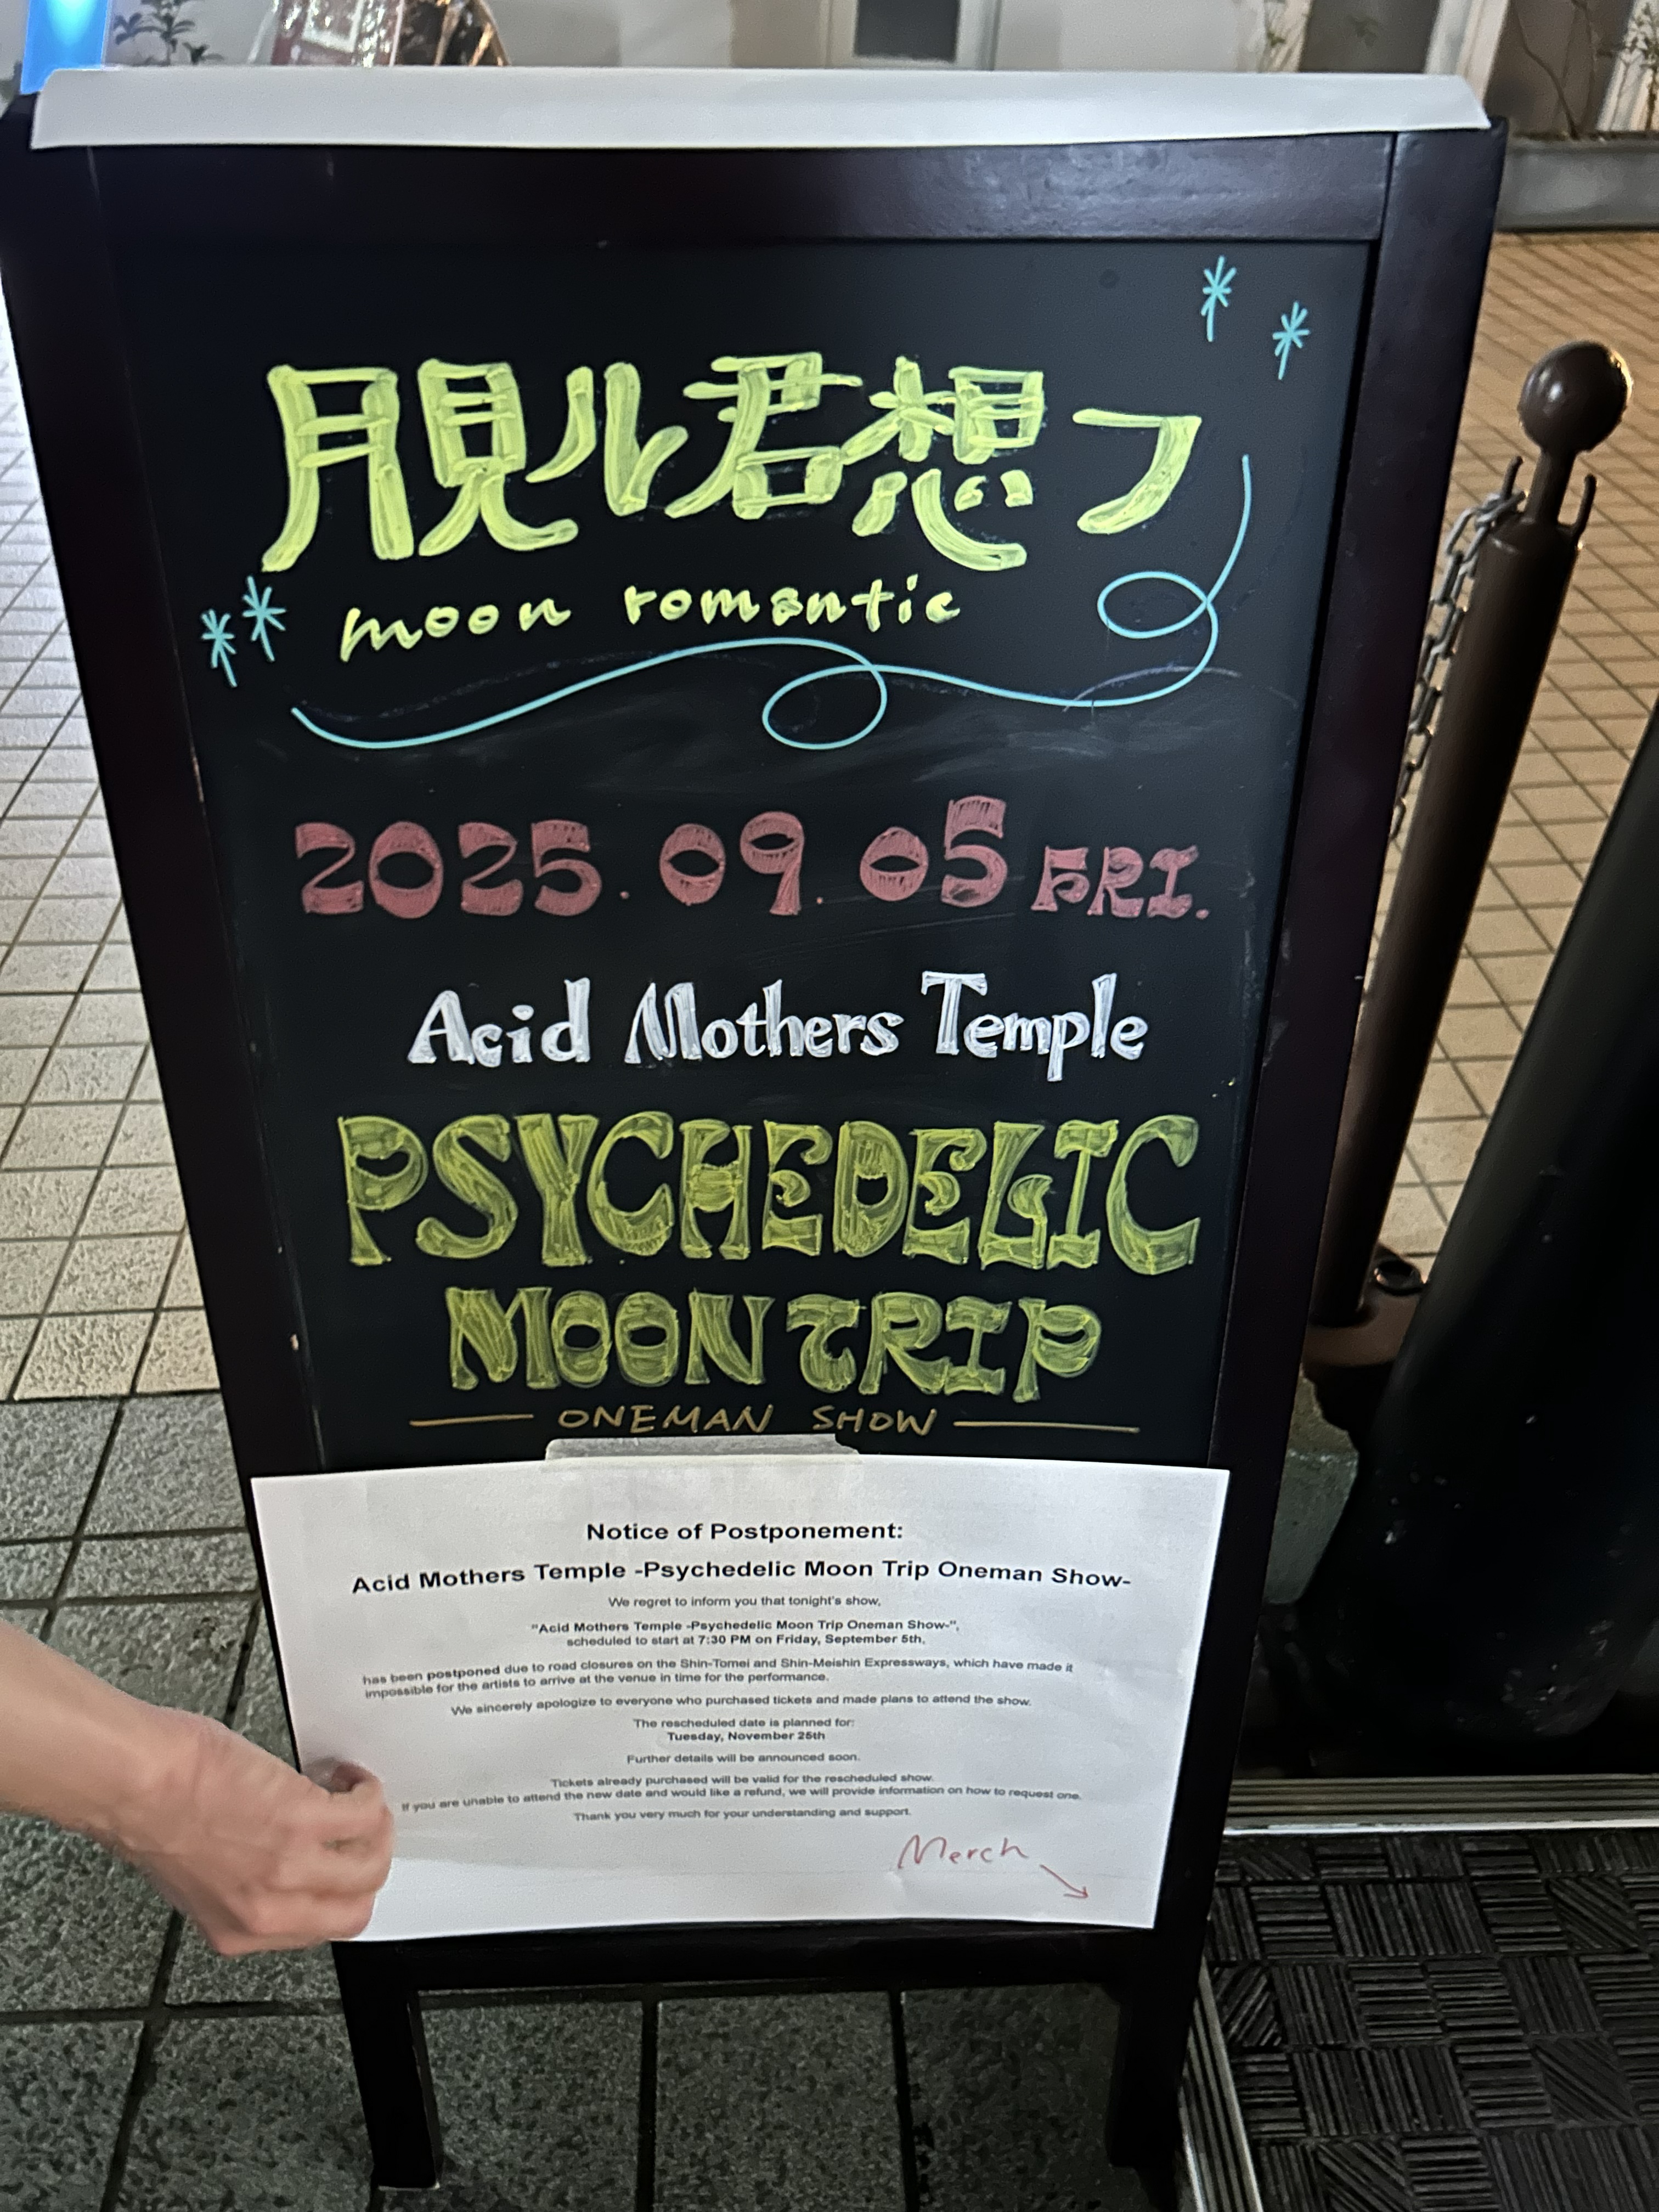 月見ル君想フ
moon romantic
2025.09.05 FRI.
Acid Mothers Temple
PSYCHEDELIC
MOON TRIP
ONEMAN SHOW
Notice of Postponement:
Acid Mothers Temple -Psychedelic Moon Trip Oneman Show-
We regret to inform you that tonight's show,
"Acid Mothers Temple -Psychedelic Moon Trip Oneman Show-",
scheduled to start at 7:30 PM on Friday, September 5th,
has been postponed due to road closures on the Shin-Tomei and Shin-Meishin Expressways, which have made it
impossible for the artists to arrive at the venue in time for the performance.
We sincerely apologize to everyone who purchased tickets and made plans to attend the show.
The rescheduled date is planned for:
Tuesday, November 25th
Further details will be announced soon.
Tickets already purchased will be valid for the rescheduled show.
If you are unable to attend the new date and would like a refund, we will provide information on how to request one.
Thank you very much for your understanding and support.
Merch